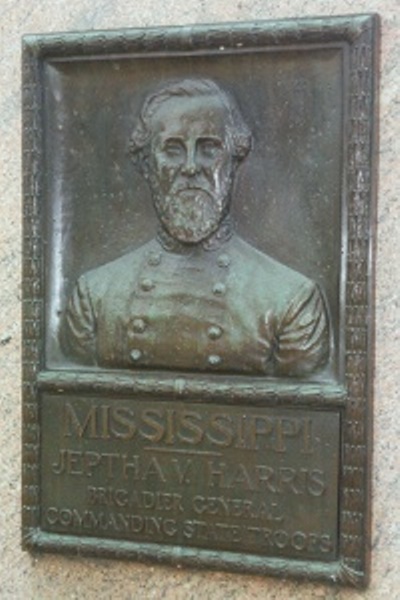 MISSISSIPPI
JEPTHA V. HARRIS
BRIGADIER GENERAL
COMMANDING STATE TROOPS